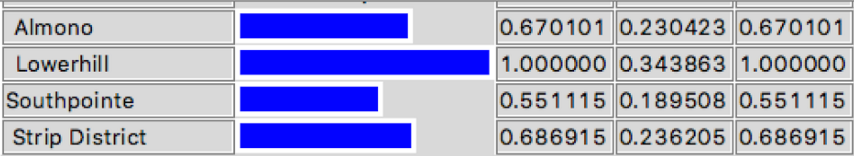 Almono 0.670101 0.230423 0.670101
Lowerhill 1.000000 0.343863 1.000000
Southpointe 0.551115 0.189508 0.551115
Strip District 0.686915 0.236205 0.686915